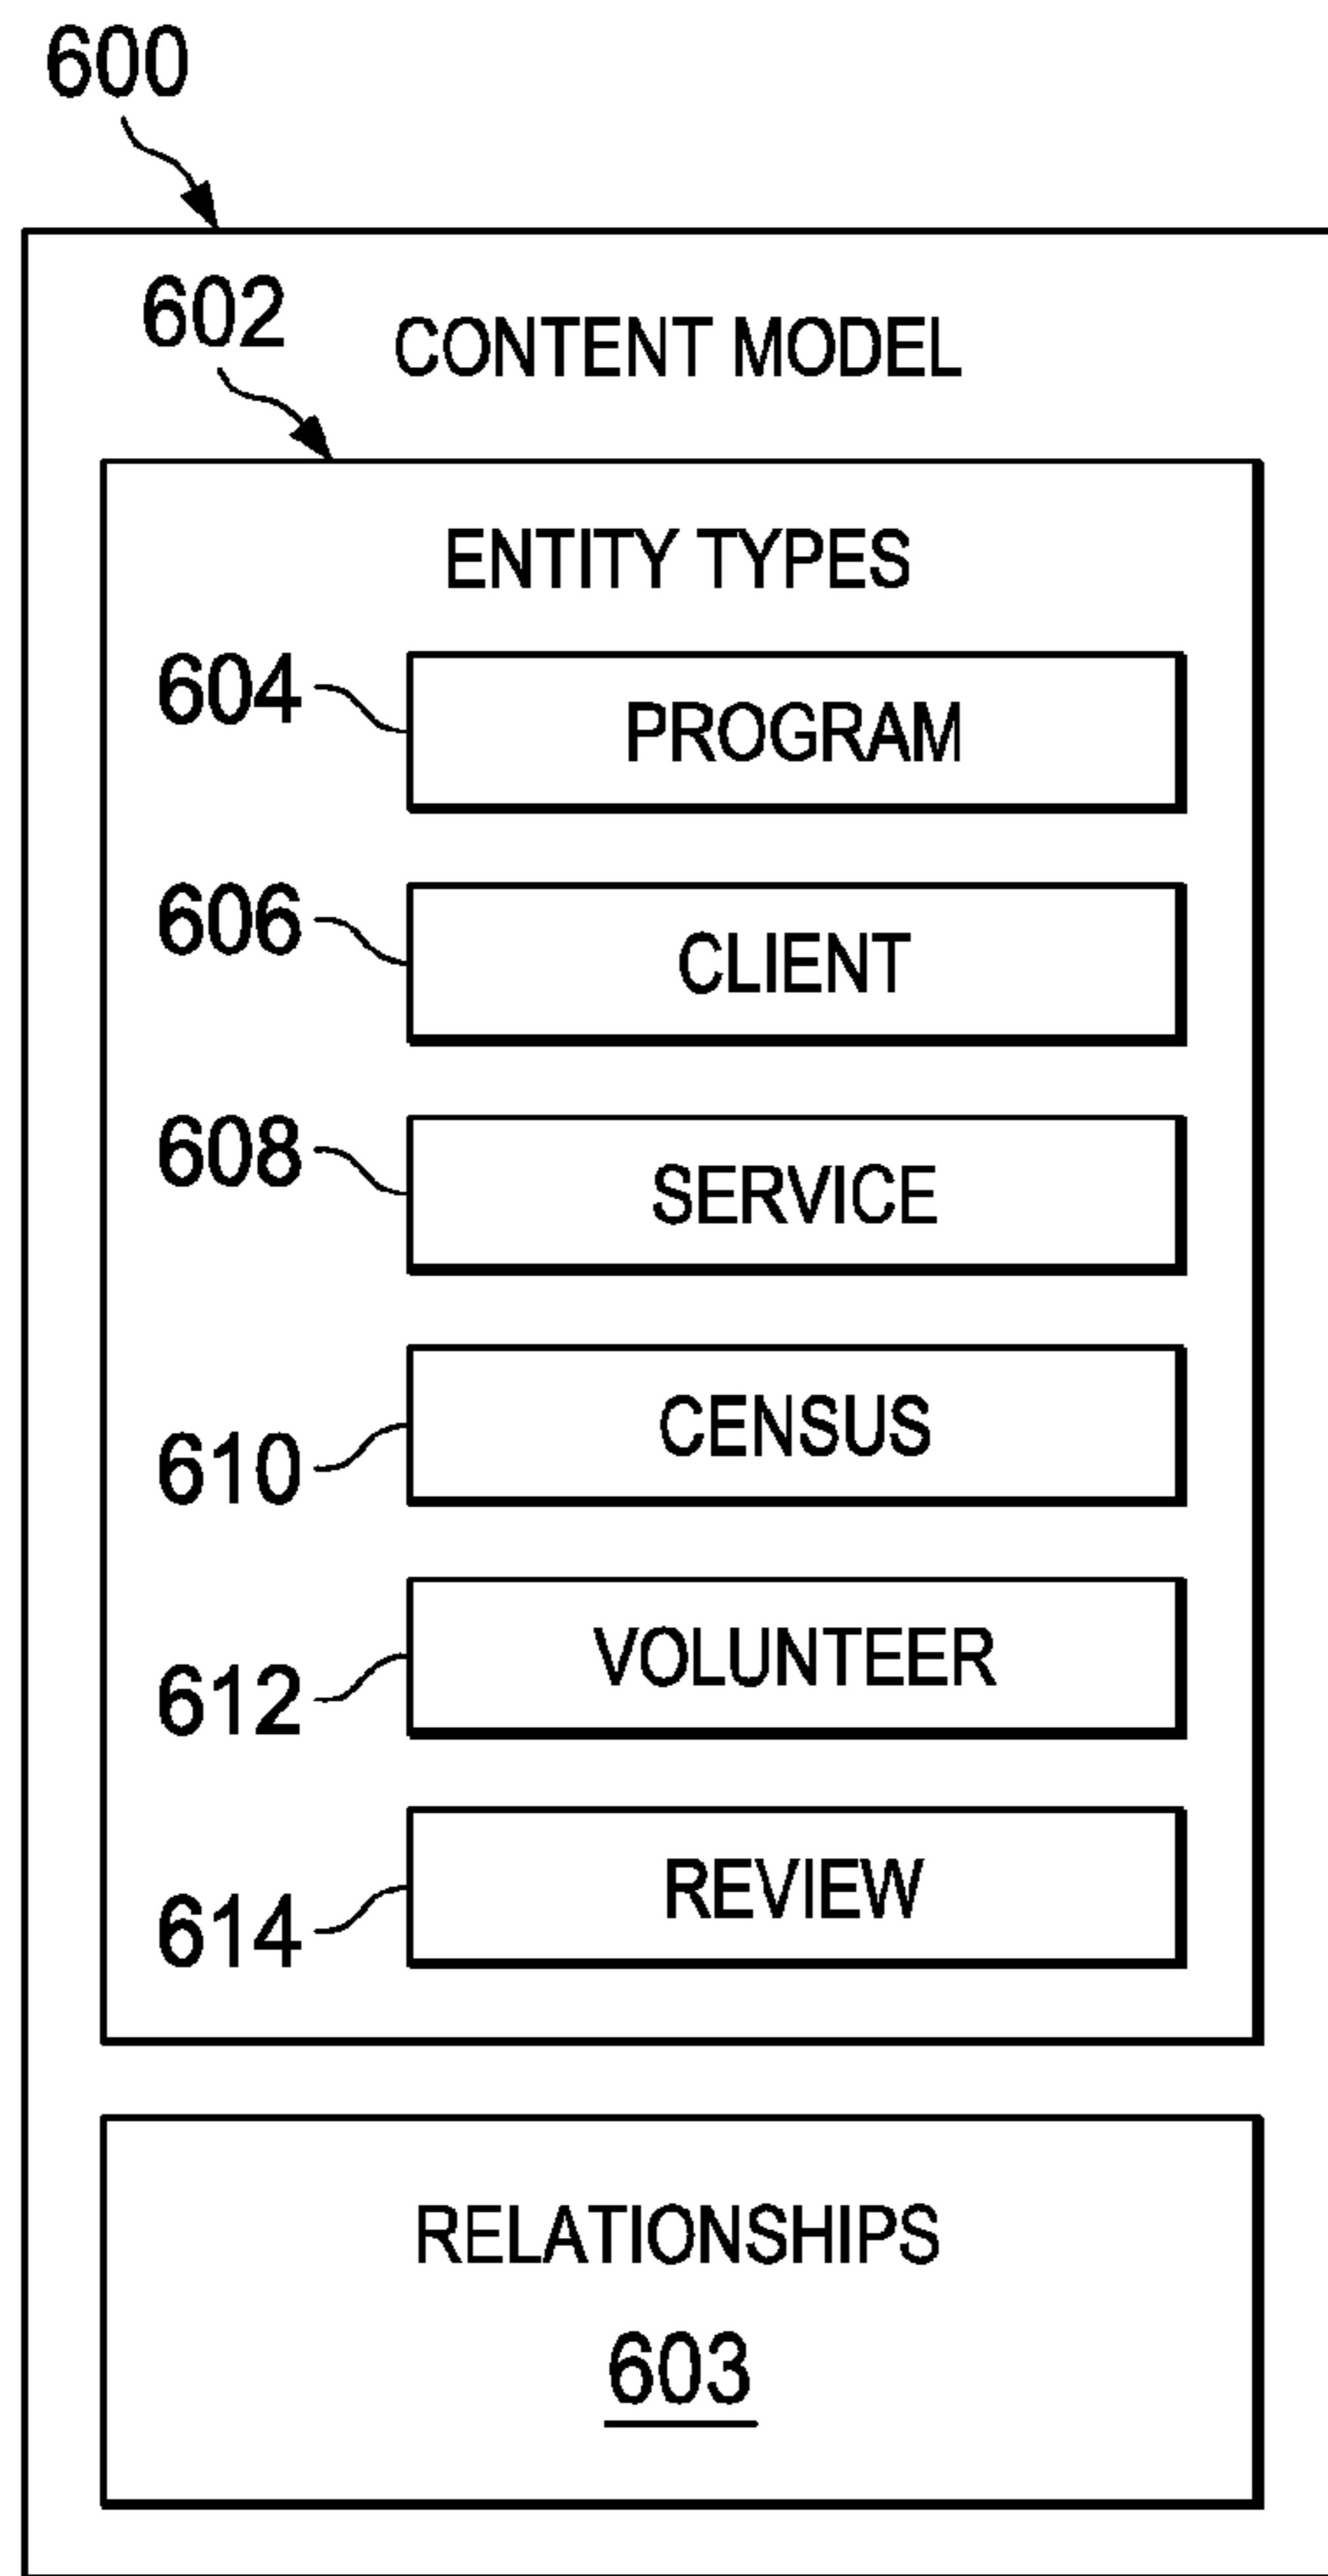 600
602
CONTENT MODEL
ENTITY TYPES
604 PROGRAM
606 CLIENT
608 SERVICE
610 CENSUS
612 VOLUNTEER
614 REVIEW
RELATIONSHIPS
603